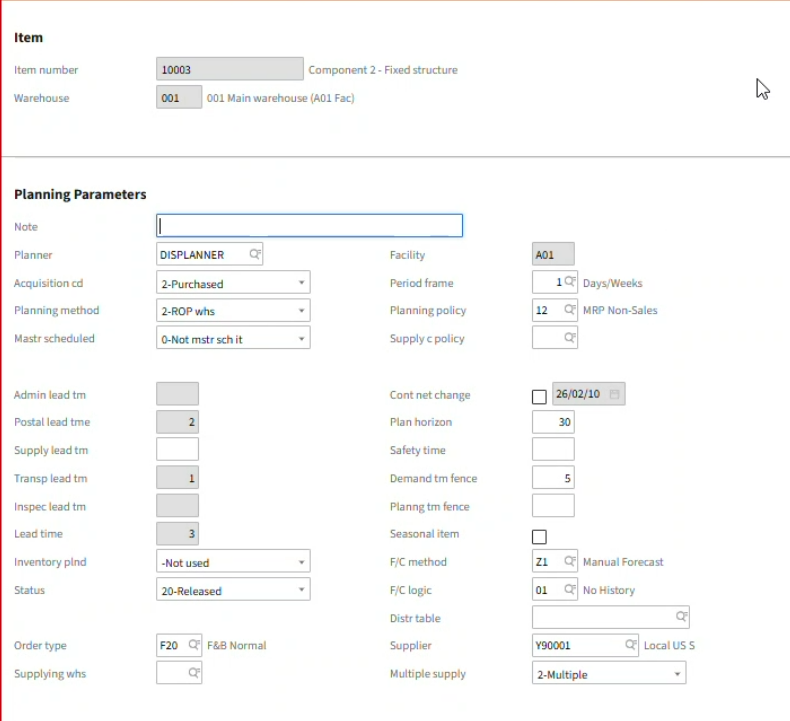 Item
Item number 10003 Component 2 - Fixed structure
Warehouse 001 001 Main warehouse (A01 Fac)
Planning Parameters
Note
Planner DISPLANNER Facility A01
Acquisition cd 2-Purchased Period frame 1 Days/Weeks
Planning method 2-ROP whs Planning policy 12 MRP Non-Sales
Mastr scheduled 0-Not mstr sch it Supply c policy
Admin lead tm Cont net change 26/02/10
Postal lead tme 2 Plan horizon 30
Supply lead tm Safety time
Transp lead tm 1 Demand tm fence 5
Inspec lead tm Planng tm fence
Lead time 3 Seasonal item
Inventory plnd -Not used F/C method Z1 Manual Forecast
Status 20-Released F/C logic 01 No History
Distr table
Order type F20 F&B Normal Supplier Y90001 Local US S
Supplying whs Multiple supply 2-Multiple